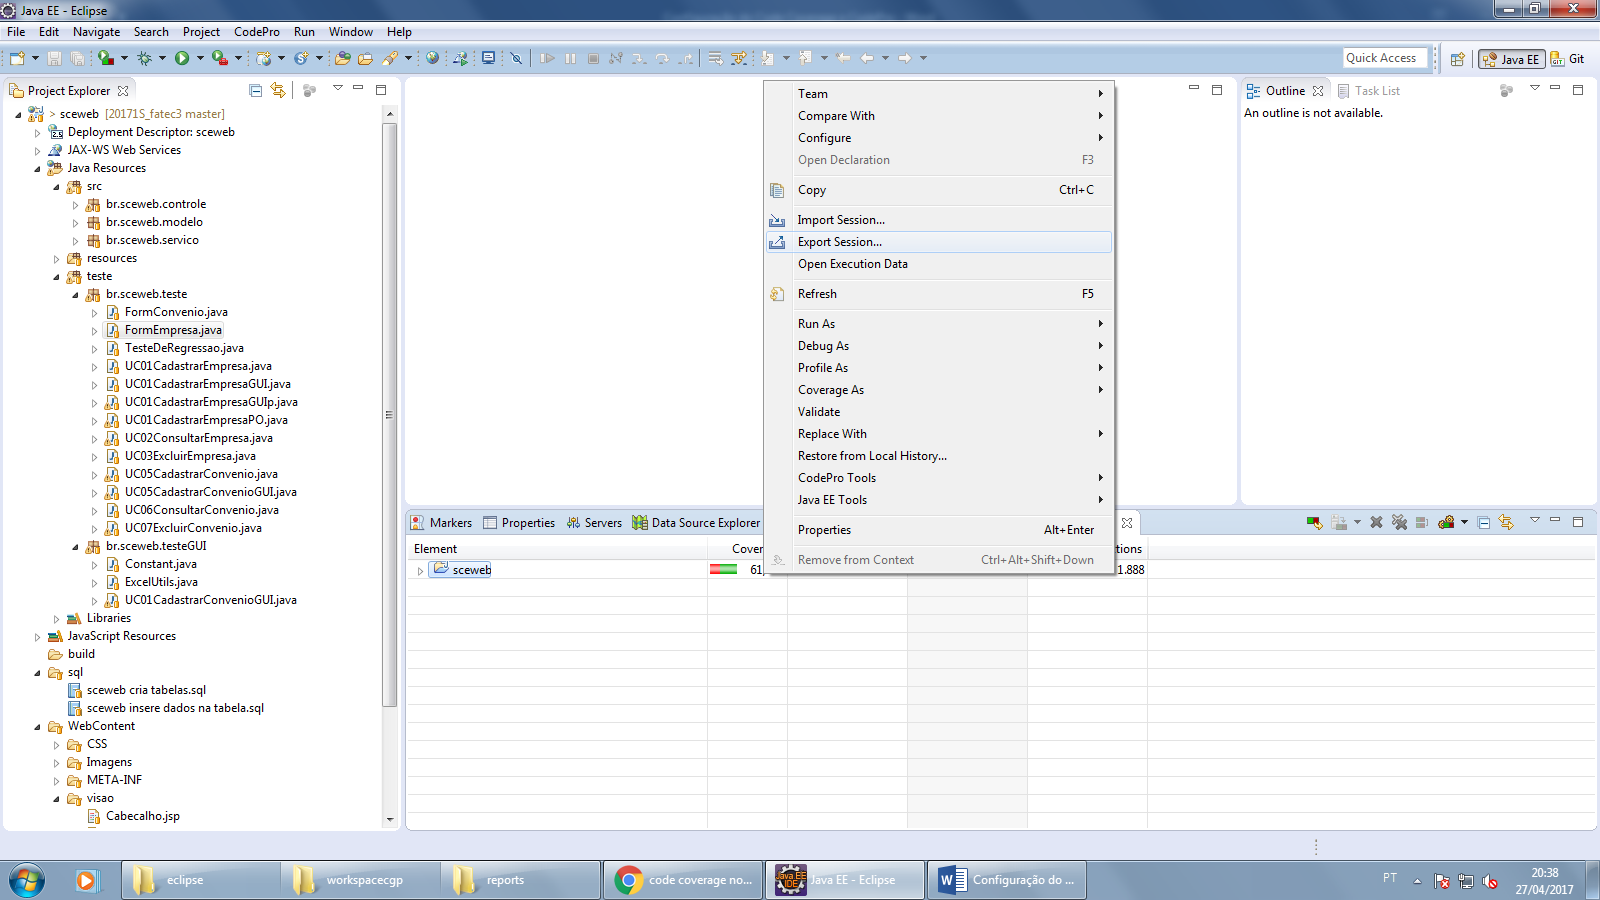 Java EE - Eclipse
File Edit Navigate Search Project CodePro Run Window Help
Quick Access
Java EE
Git
Project Explorer
> sceweb [20171S_fatec3 master]
Deployment Descriptor: sceweb
JAX-WS Web Services
Java Resources
src
br.sceweb.controle
br.sceweb.modelo
br.sceweb.servico
resources
teste
br.sceweb.teste
FormConvenio.java
FormEmpresa.java
TesteDeRegressao.java
UC01CadastrarEmpresa.java
UC01CadastrarEmpresaGUI.java
UC01CadastrarEmpresaGUIp.java
UC01CadastrarEmpresaPO.java
UC02ConsultarEmpresa.java
UC03ExcluirEmpresa.java
UC05CadastrarConvenio.java
UC05CadastrarConvenioGUI.java
UC06ConsultarConvenio.java
UC07ExcluirConvenio.java
br.sceweb.testeGUI
Constant.java
ExcelUtils.java
UC01CadastrarConvenioGUI.java
Libraries
JavaScript Resources
build
sql
sceweb cria tabelas.sql
sceweb insere dados na tabela.sql
WebContent
CSS
Imagens
META-INF
visao
Cabecalho.jsp
Team
Compare With
Configure
Open Declaration F3
Copy Ctrl+C
Import Session...
Export Session...
Open Execution Data
Refresh F5
Run As
Debug As
Profile As
Coverage As
Validate
Replace With
Restore from Local History...
CodePro Tools
Java EE Tools
Properties Alt+Enter
Remove from Context Ctrl+Alt+Shift+Down
Outline Task List
An outline is not available.
Markers Properties Servers Data Source Explorer
Element Cover tions
sceweb 61, 1.888
eclipse
workspacecgp
reports
code coverage no...
Java EE - Eclipse
Configuração do ...
PT
20:38
27/04/2017